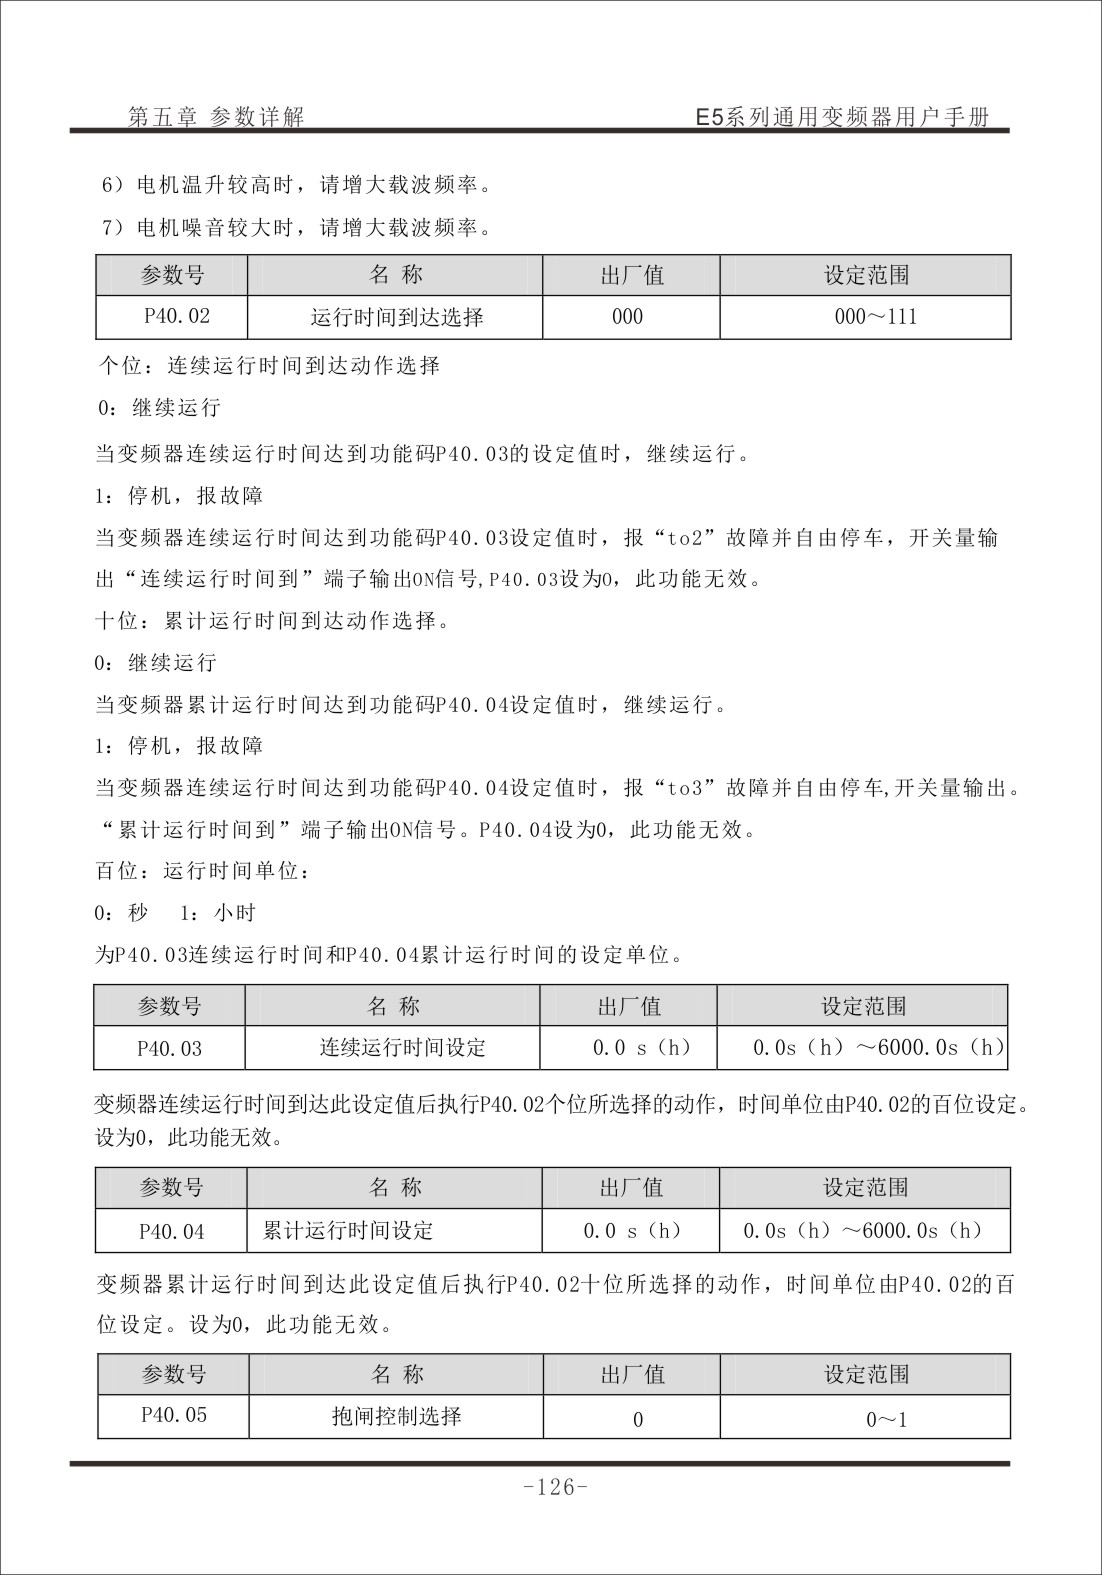 第五章 参数详解 E5系列通用变频器用户手册
6）电机温升较高时，请增大载波频率。
7）电机噪音较大时，请增大载波频率。
参数号 名 称 出厂值 设定范围
P40.02 运行时间到达选择 000 000～111
个位：连续运行时间到达动作选择
0：继续运行
当变频器连续运行时间达到功能码P40.03的设定值时，继续运行。
1：停机，报故障
当变频器连续运行时间达到功能码P40.03设定值时，报“to2”故障并自由停车，开关量输
出“连续运行时间到”端子输出ON信号,P40.03设为0，此功能无效。
十位：累计运行时间到达动作选择。
0：继续运行
当变频器累计运行时间达到功能码P40.04设定值时，继续运行。
1：停机，报故障
当变频器连续运行时间达到功能码P40.04设定值时，报“to3”故障并自由停车,开关量输出。
“累计运行时间到”端子输出ON信号。P40.04设为0，此功能无效。
百位：运行时间单位：
0：秒 1：小时
为P40.03连续运行时间和P40.04累计运行时间的设定单位。
参数号 名 称 出厂值 设定范围
P40.03 连续运行时间设定 0.0 s（h） 0.0s（h）～6000.0s（h）
变频器连续运行时间到达此设定值后执行P40.02个位所选择的动作，时间单位由P40.02的百位设定。
设为0，此功能无效。
参数号 名 称 出厂值 设定范围
P40.04 累计运行时间设定 0.0 s（h） 0.0s（h）～6000.0s（h）
变频器累计运行时间到达此设定值后执行P40.02十位所选择的动作，时间单位由P40.02的百
位设定。设为0，此功能无效。
参数号 名 称 出厂值 设定范围
P40.05 抱闸控制选择 0 0～1
-126-